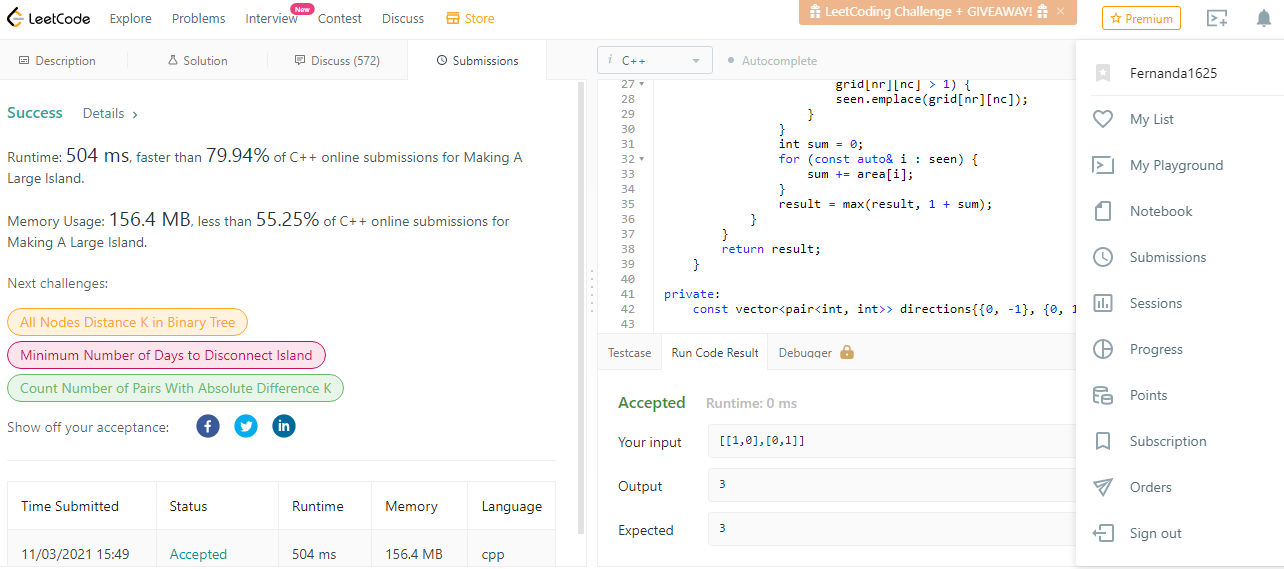 LeetCode
Explore
Problems
Interview
New
Contest
Discuss
Store
LeetCoding Challenge + GIVEAWAY!
×
Premium
Description
Solution
Discuss (572)
Submissions
Success
Details >
Runtime: 504 ms, faster than 79.94% of C++ online submissions for Making A
Large Island.
Memory Usage: 156.4 MB, less than 55.25% of C++ online submissions for
Making A Large Island.
Next challenges:
All Nodes Distance K in Binary Tree
Minimum Number of Days to Disconnect Island
Count Number of Pairs With Absolute Difference K
Show off your acceptance:
Time Submitted Status Runtime Memory Language
11/03/2021 15:49 Accepted 504 ms 156.4 MB cpp
i C++
Autocomplete
27 grid[nr][nc] > 1) {
28 seen.emplace(grid[nr][nc]);
29 }
30 }
31 int sum = 0;
32 for (const auto& i : seen) {
33 sum += area[i];
34 }
35 result = max(result, 1 + sum);
36 }
37 }
38 return result;
39 }
40
41 private:
42 const vector<pair<int, int>> directions{{0, -1}, {0, 1
43
Testcase
Run Code Result
Debugger
Accepted Runtime: 0 ms
Your input [[1,0],[0,1]]
Output 3
Expected 3
Fernanda1625
My List
My Playground
Notebook
Submissions
Sessions
Progress
Points
Subscription
Orders
Sign out